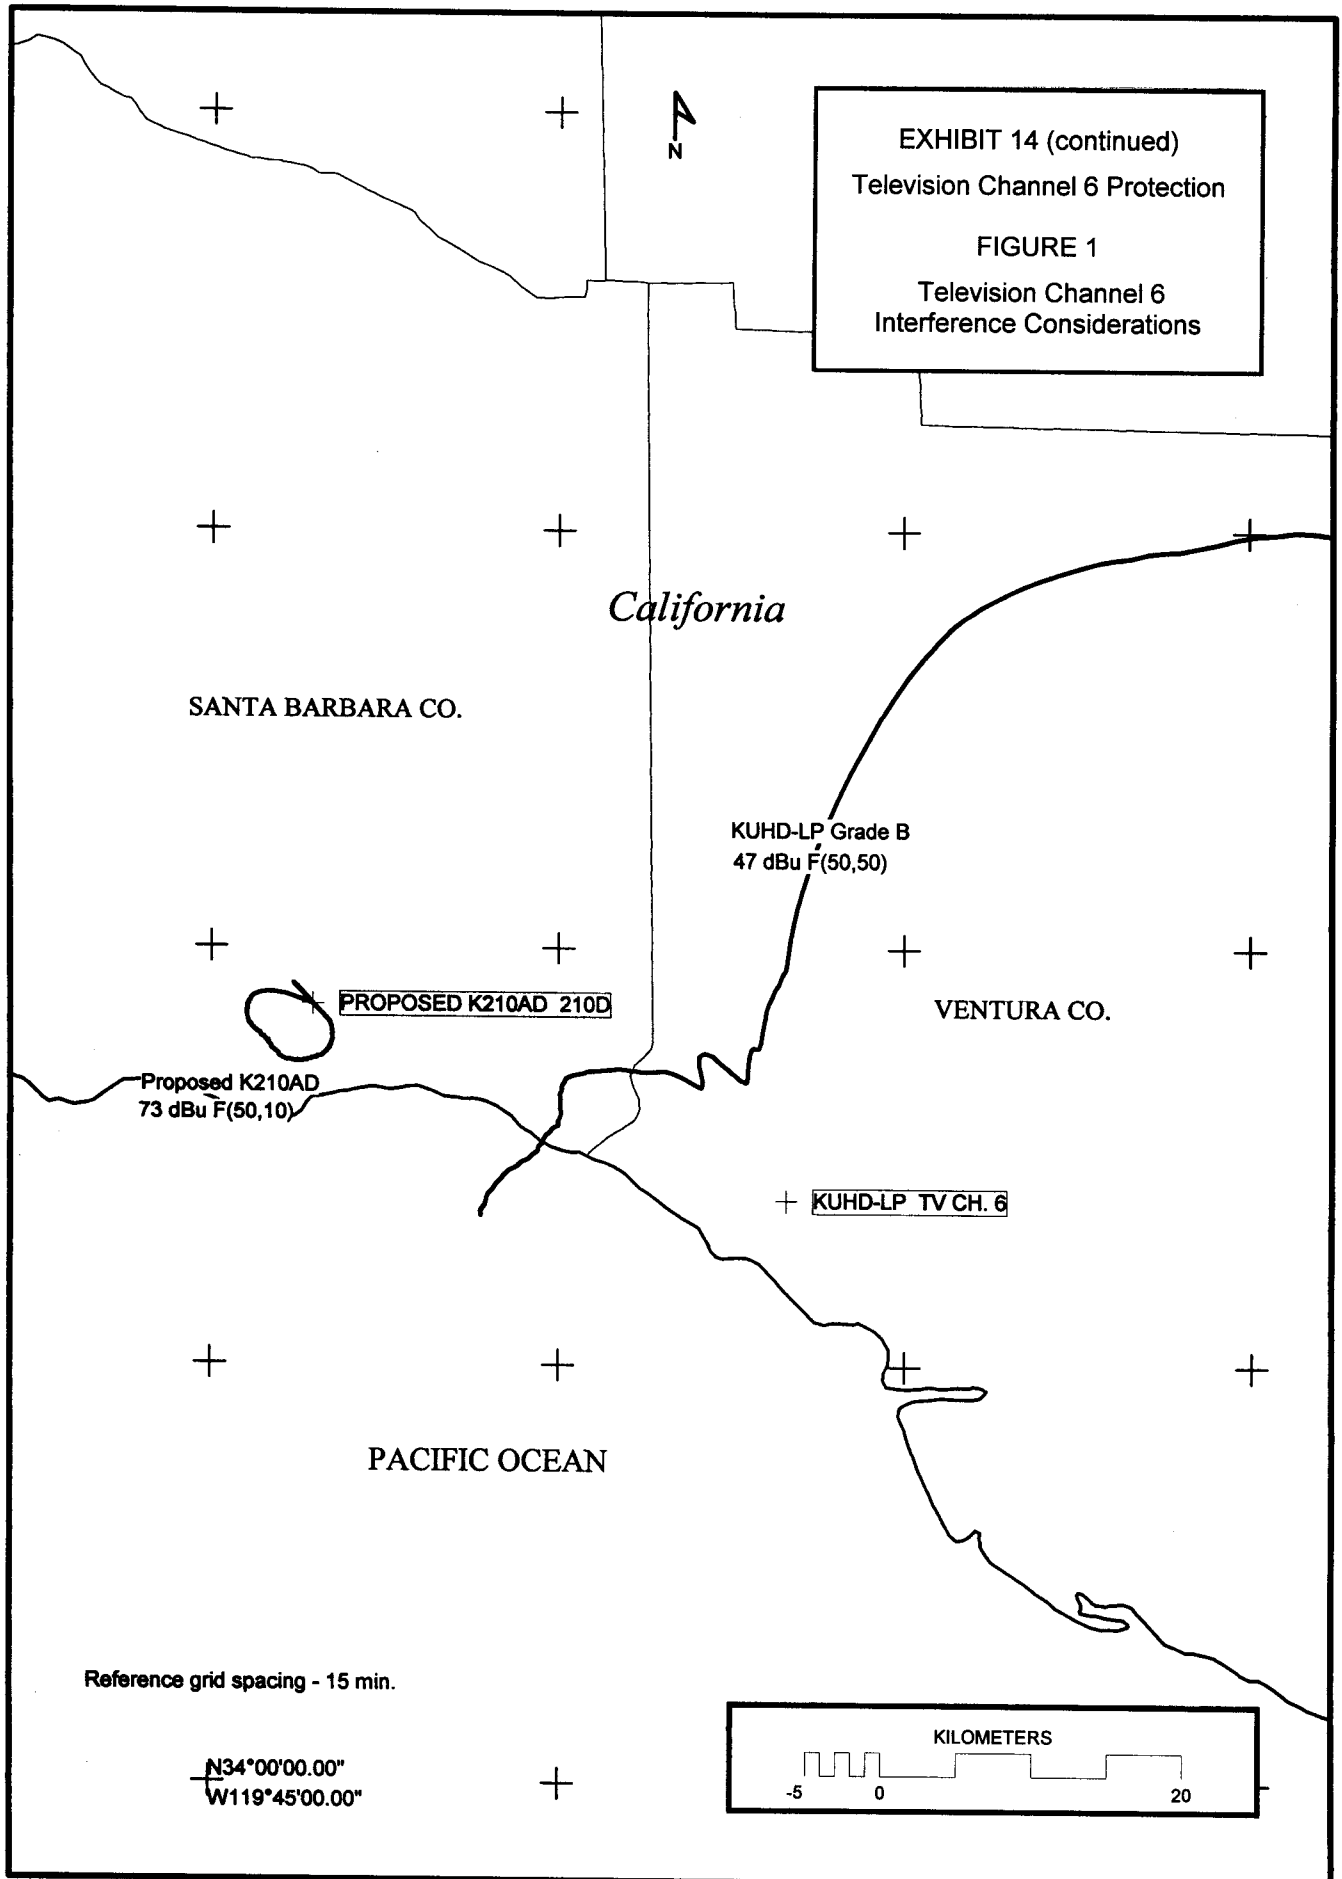 N
EXHIBIT 14 (continued)
Television Channel 6 Protection
FIGURE 1
Television Channel 6
Interference Considerations
California
SANTA BARBARA CO.
KUHD-LP Grade B
47 dBu F(50,50)
PROPOSED K210AD 210D
VENTURA CO.
Proposed K210AD
73 dBu F(50,10)
KUHD-LP TV CH. 6
PACIFIC OCEAN
Reference grid spacing - 15 min.
N34°00'00.00"
W119°45'00.00"
KILOMETERS
-5 0 20